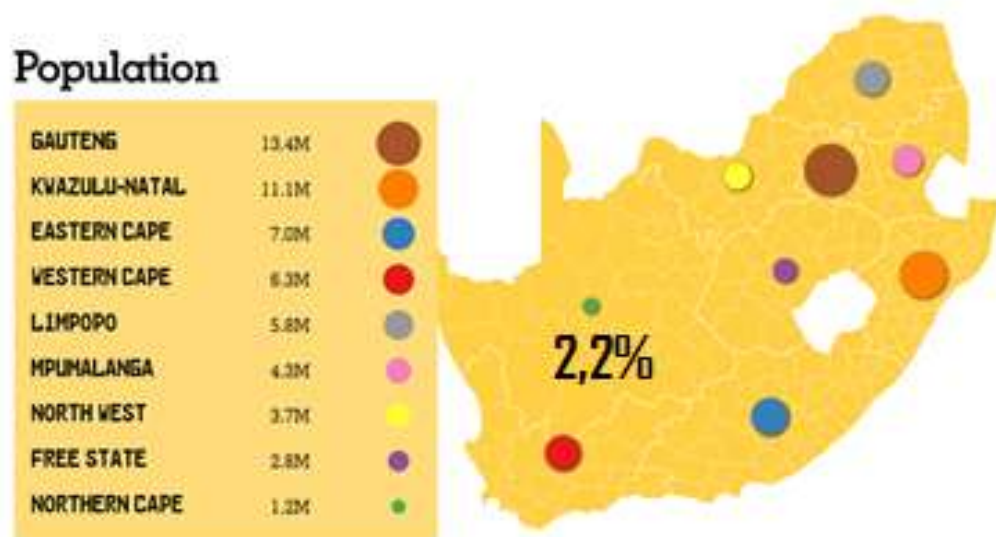 Population
GAUTENG 13.4M
KWAZULU-NATAL 11.1M
EASTERN CAPE 7.0M
WESTERN CAPE 6.3M
LIMPOPO 5.8M
MPUMALANGA 4.3M
NORTH WEST 3.7M
FREE STATE 2.8M
NORTHERN CAPE 1.2M
2,2%